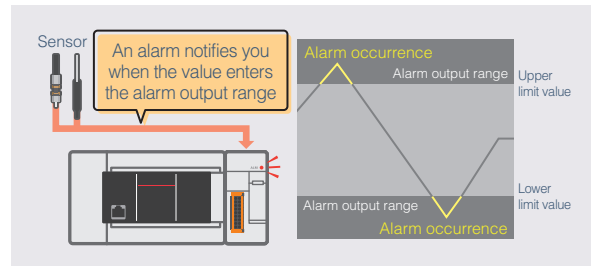 Sensor
An alarm notifies you
when the value enters
the alarm output range
Alarm occurrence
Alarm output range
Upper
limit value
Lower
limit value
Alarm output range
Alarm occurrence